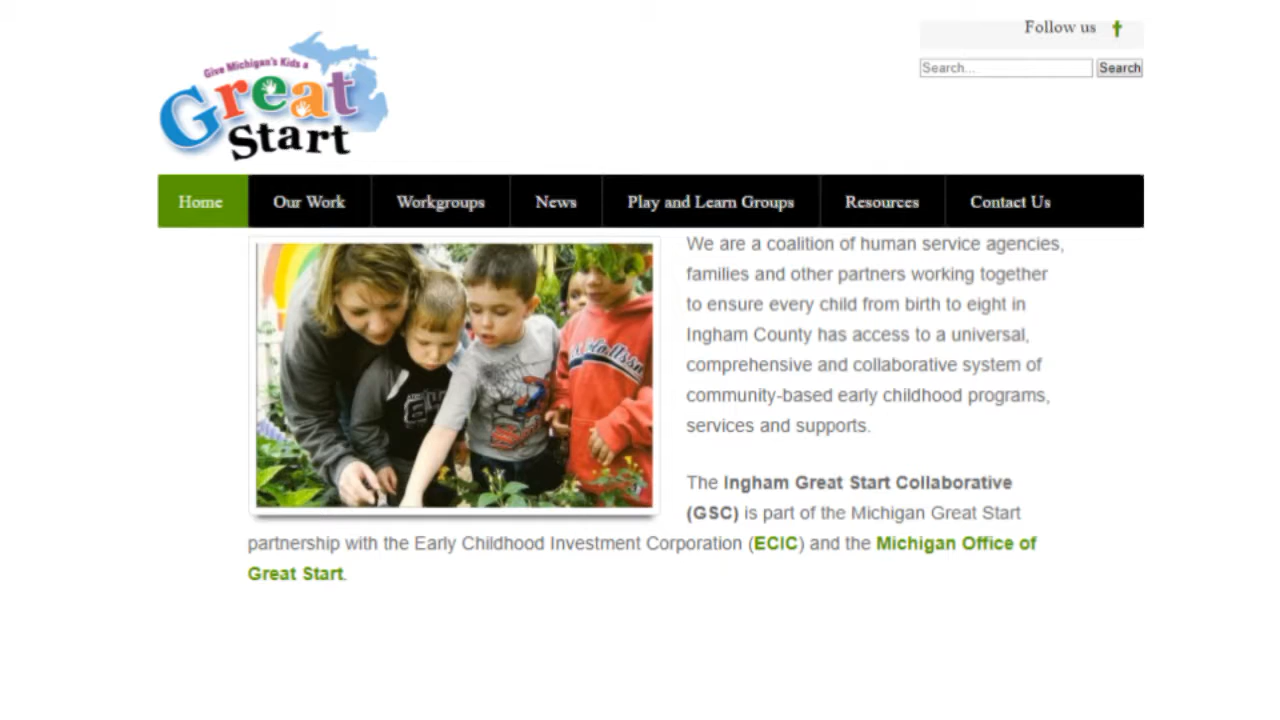 Follow us
Search...
Search
Give Michigan's Kids a
Great
Start
Home
Our Work
Workgroups
News
Play and Learn Groups
Resources
Contact Us
We are a coalition of human service agencies,
families and other partners working together
to ensure every child from birth to eight in
Ingham County has access to a universal,
comprehensive and collaborative system of
community-based early childhood programs,
services and supports.
The Ingham Great Start Collaborative
(GSC) is part of the Michigan Great Start
partnership with the Early Childhood Investment Corporation (ECIC) and the Michigan Office of
Great Start.